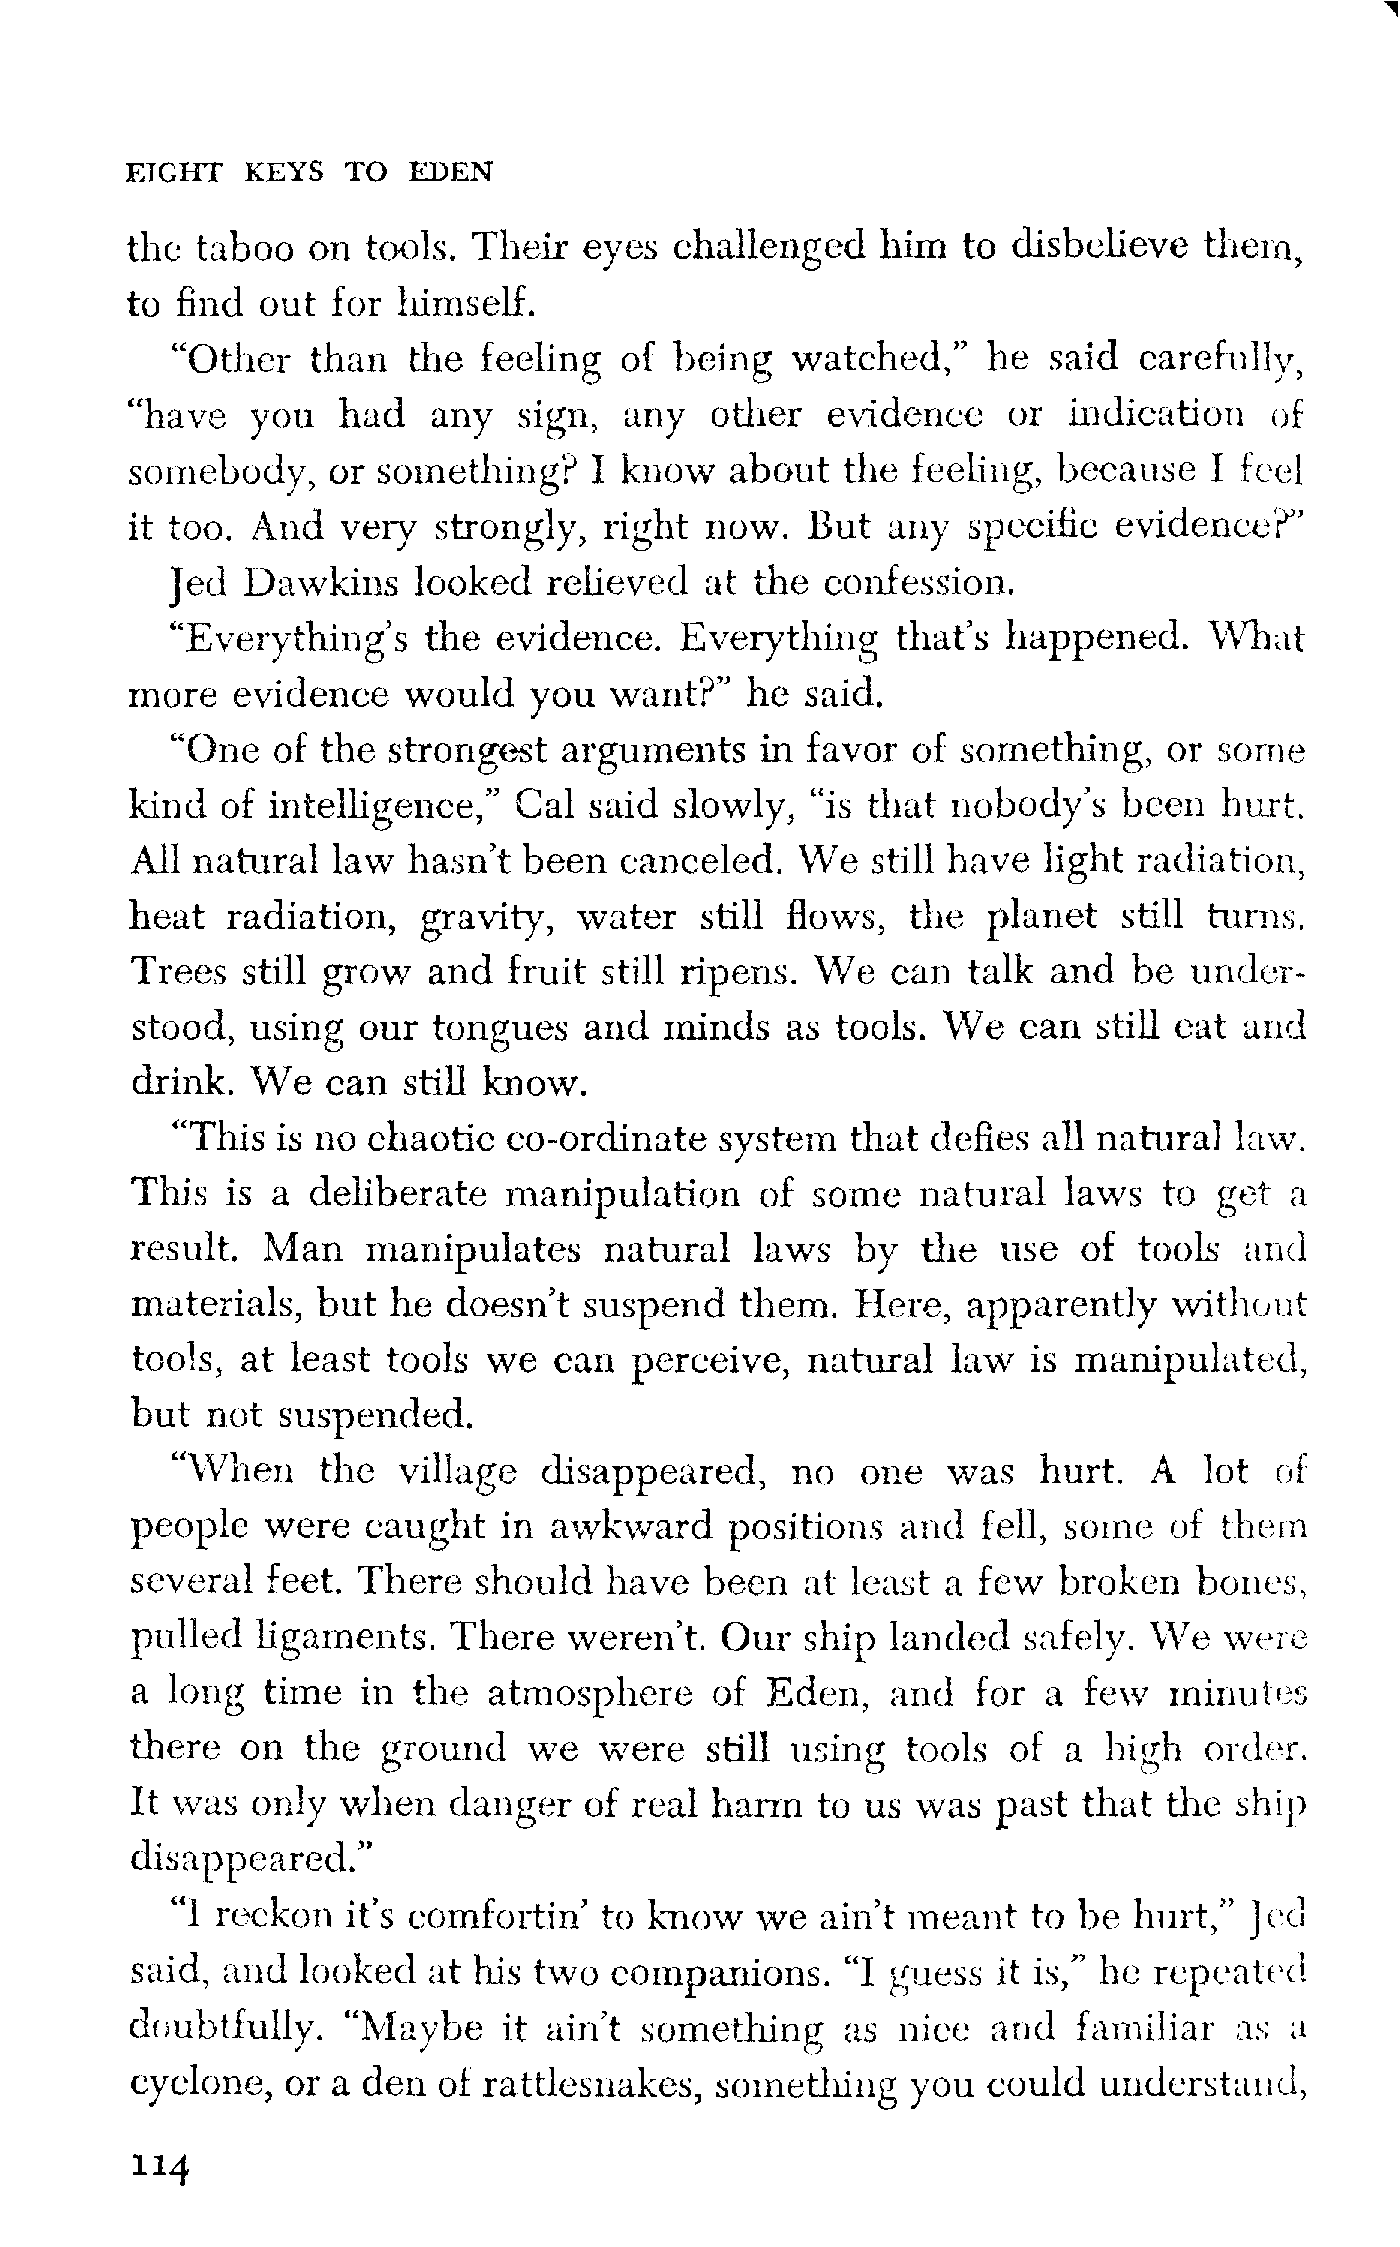 EIGHT KEYS TO EDEN
the taboo on tools. Their eyes challenged him to disbelieve them,
to find out for himself.
“Other than the feeling of being watched,” he said carefully,
“have you had any sign, any other evidence or indication of
somebody, or something? I know about the feeling, because I feel
it too. And very strongly, right now. But any specific evidence?”
Jed Dawkins looked relieved at the confession.
“Everything’s the evidence. Everything that’s happened. What
more evidence would you want?” he said.
“One of the strongest arguments in favor of something, or some
kind of intelligence,” Cal said slowly, “is that nobody’s been hurt.
All natural law hasn’t been canceled. We still have light radiation,
heat radiation, gravity, water still flows, the planet still turns.
Trees still grow and fruit still ripens. We can talk and be under-
stood, using our tongues and minds as tools. We can still eat and
drink. We can still know.
“This is no chaotic co-ordinate system that defies all natural law.
This is a deliberate manipulation of some natural laws to get a
result. Man manipulates natural laws by the use of tools and
materials, but he doesn’t suspend them. Here, apparently without
tools, at least tools we can perceive, natural law is manipulated,
but not suspended.
“When the village disappeared, no one was hurt. A lot of
people were caught in awkward positions and fell, some of them
several feet. There should have been at least a few broken bones,
pulled ligaments. There weren’t. Our ship landed safely. We were
a long time in the atmosphere of Eden, and for a few minutes
there on the ground we were still using tools of a high order.
It was only when danger of real harm to us was past that the ship
disappeared.”
“I reckon it’s comfortin’ to know we ain’t meant to be hurt,” Jed
said, and looked at his two companions. “I guess it is,” he repeated
doubtfully. “Maybe it ain’t something as nice and familiar as a
cyclone, or a den of rattlesnakes, something you could understand,
114